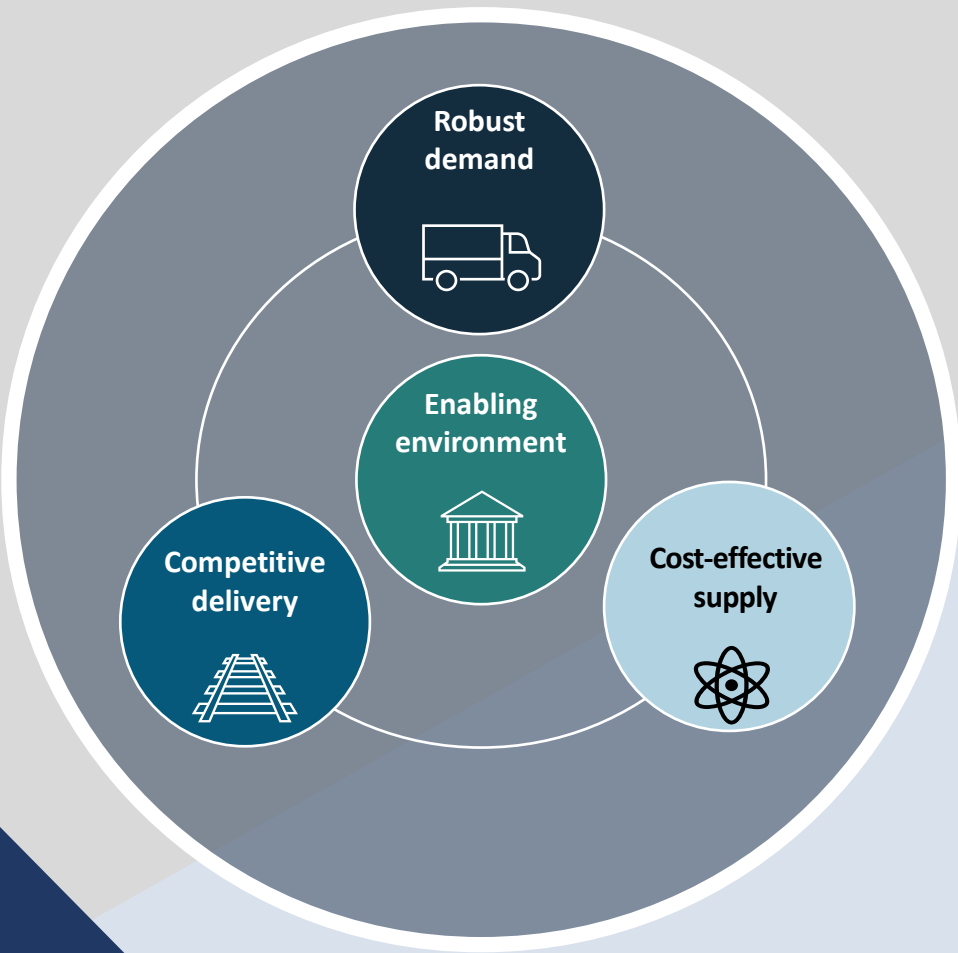 Robust
demand
Enabling
environment
Competitive
delivery
Cost-effective
supply